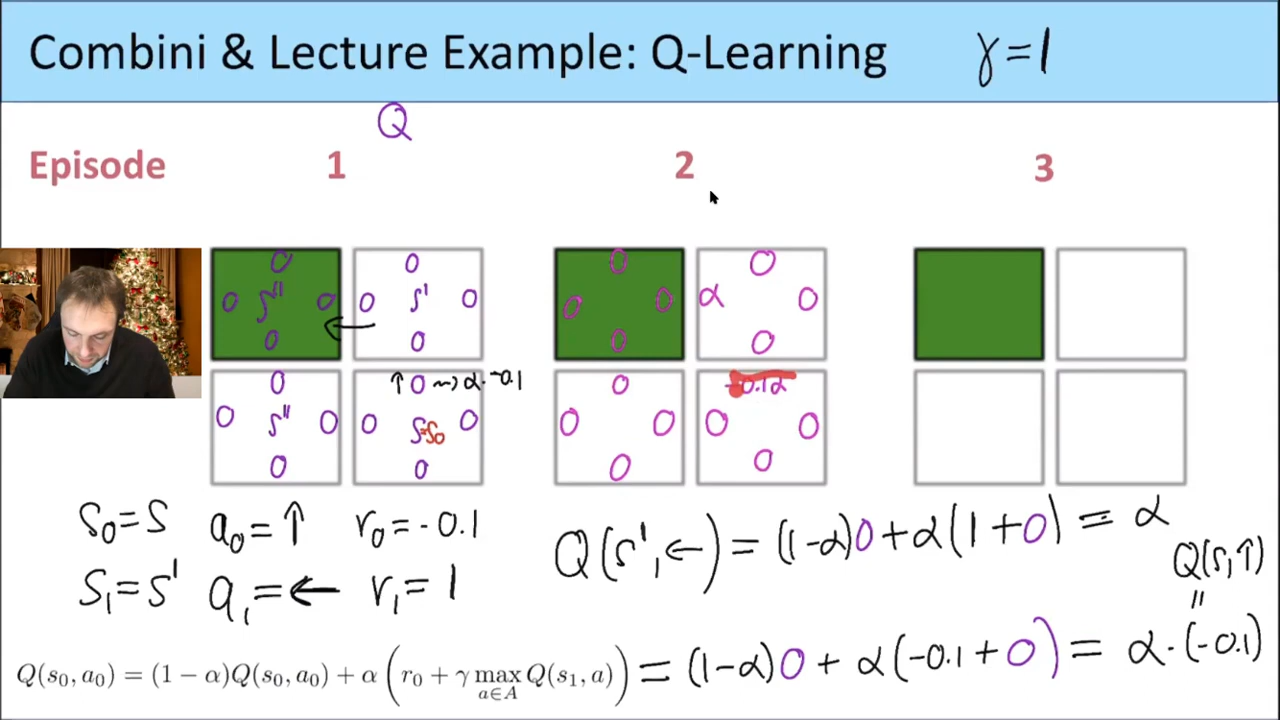 Combini & Lecture Example: Q-Learning γ=1
Q
Episode 1 2 3
0 0 0 0
0 S'' 0 0 S' 0 0 0 α 0
0 0 0 0
0 ↑0⇝α·-0.1 0 -0.1α
0 S'' 0 0 S=S0 0 0 0 0 0
0 0 0 0
S0=S a0=↑ r0=-0.1
Q(S',←)=(1-α)0+α(1+0)=α
S1=S' a1=← r1=1
Q(S,↑)
=
Q(s0, a0) = (1 − α)Q(s0, a0) + α (r0 + γ max a∈A Q(s1, a)) =(1-α)0+α(-0.1+0)=α·(-0.1)